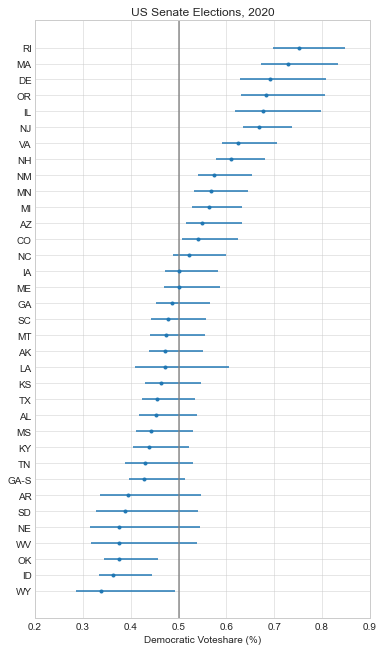 US Senate Elections, 2020
RI
MA
DE
OR
IL
NJ
VA
NH
NM
MN
MI
AZ
CO
NC
IA
ME
GA
SC
MT
AK
LA
KS
TX
AL
MS
KY
TN
GA-S
AR
SD
NE
WV
OK
ID
WY
0.2 0.3 0.4 0.5 0.6 0.7 0.8 0.9
Democratic Voteshare (%)